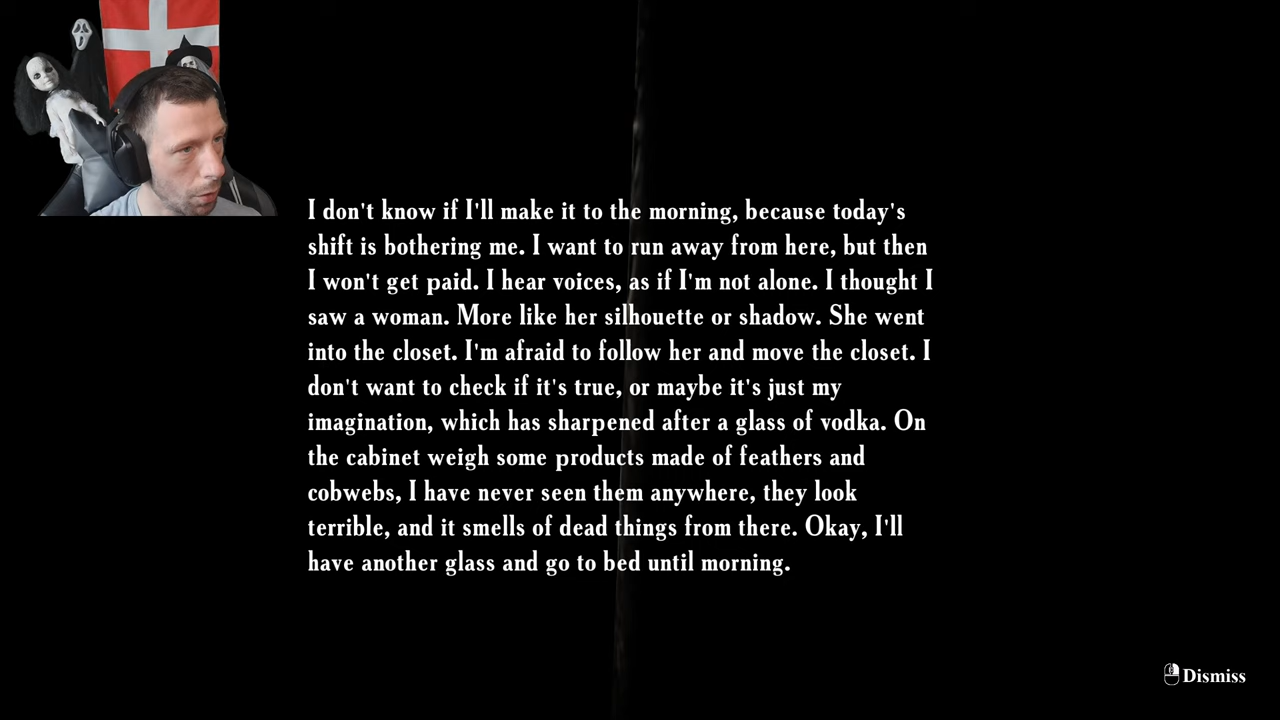 I don't know if I'll make it to the morning, because today's
shift is bothering me. I want to run away from here, but then
I won't get paid. I hear voices, as if I'm not alone. I thought I
saw a woman. More like her silhouette or shadow. She went
into the closet. I'm afraid to follow her and move the closet. I
don't want to check if it's true, or maybe it's just my
imagination, which has sharpened after a glass of vodka. On
the cabinet weigh some products made of feathers and
cobwebs, I have never seen them anywhere, they look
terrible, and it smells of dead things from there. Okay, I'll
have another glass and go to bed until morning.
Dismiss